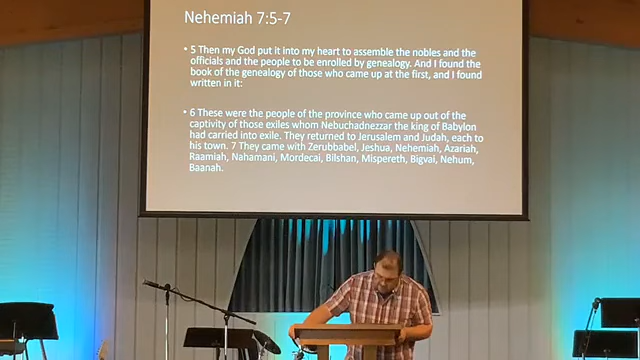 Nehemiah 7:5-7
• 5 Then my God put it into my heart to assemble the nobles and the
officials and the people to be enrolled by genealogy. And I found the
book of the genealogy of those who came up at the first, and I found
written in it:
• 6 These were the people of the province who came up out of the
captivity of those exiles whom Nebuchadnezzar the king of Babylon
had carried into exile. They returned to Jerusalem and Judah, each to
his town. 7 They came with Zerubbabel, Jeshua, Nehemiah, Azariah,
Raamiah, Nahamani, Mordecai, Bilshan, Mispereth, Bigvai, Nehum,
Baanah.